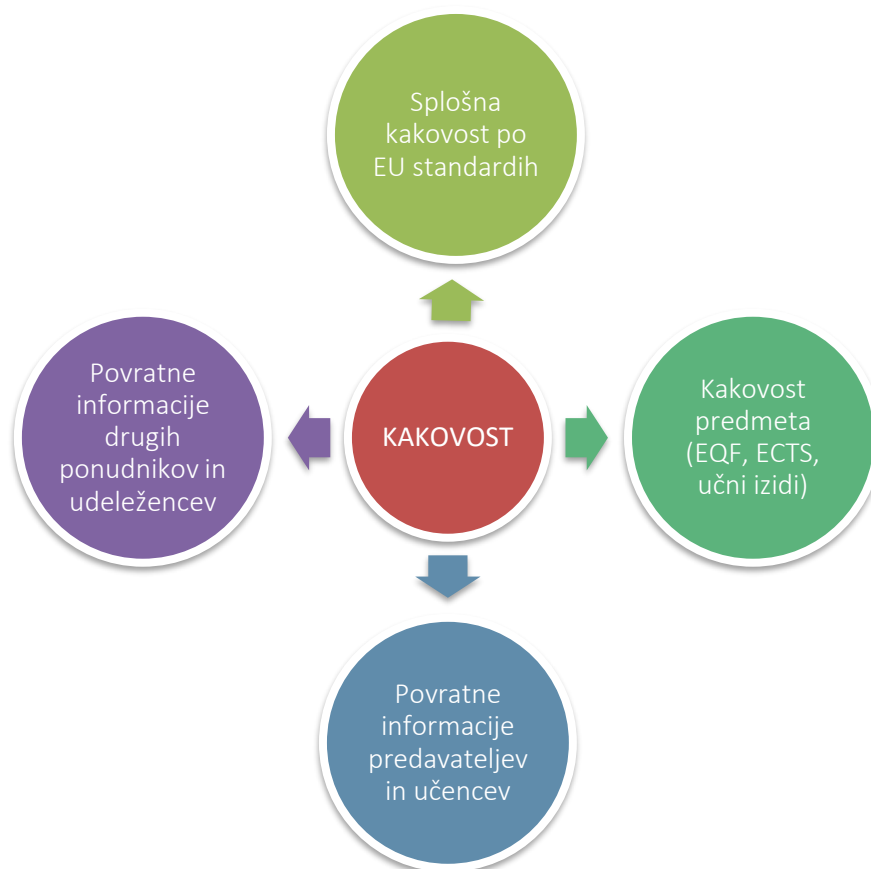 Splošna
kakovost po
EU standardih
Povratne
informacije
drugih
ponudnikov in
udeležencev
KAKOVOST
Kakovost
predmeta
(EQF, ECTS,
učni izidi)
Povratne
informacije
predavateljev
in učencev